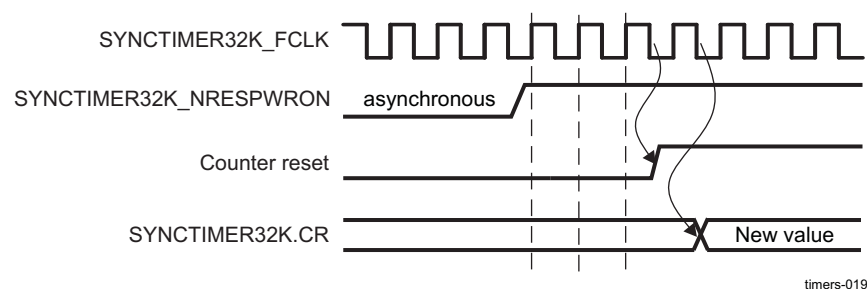 SYNCTIMER32K_FCLK
SYNCTIMER32K_NRESPWRON
asynchronous
Counter reset
SYNCTIMER32K.CR
New value
timers-019